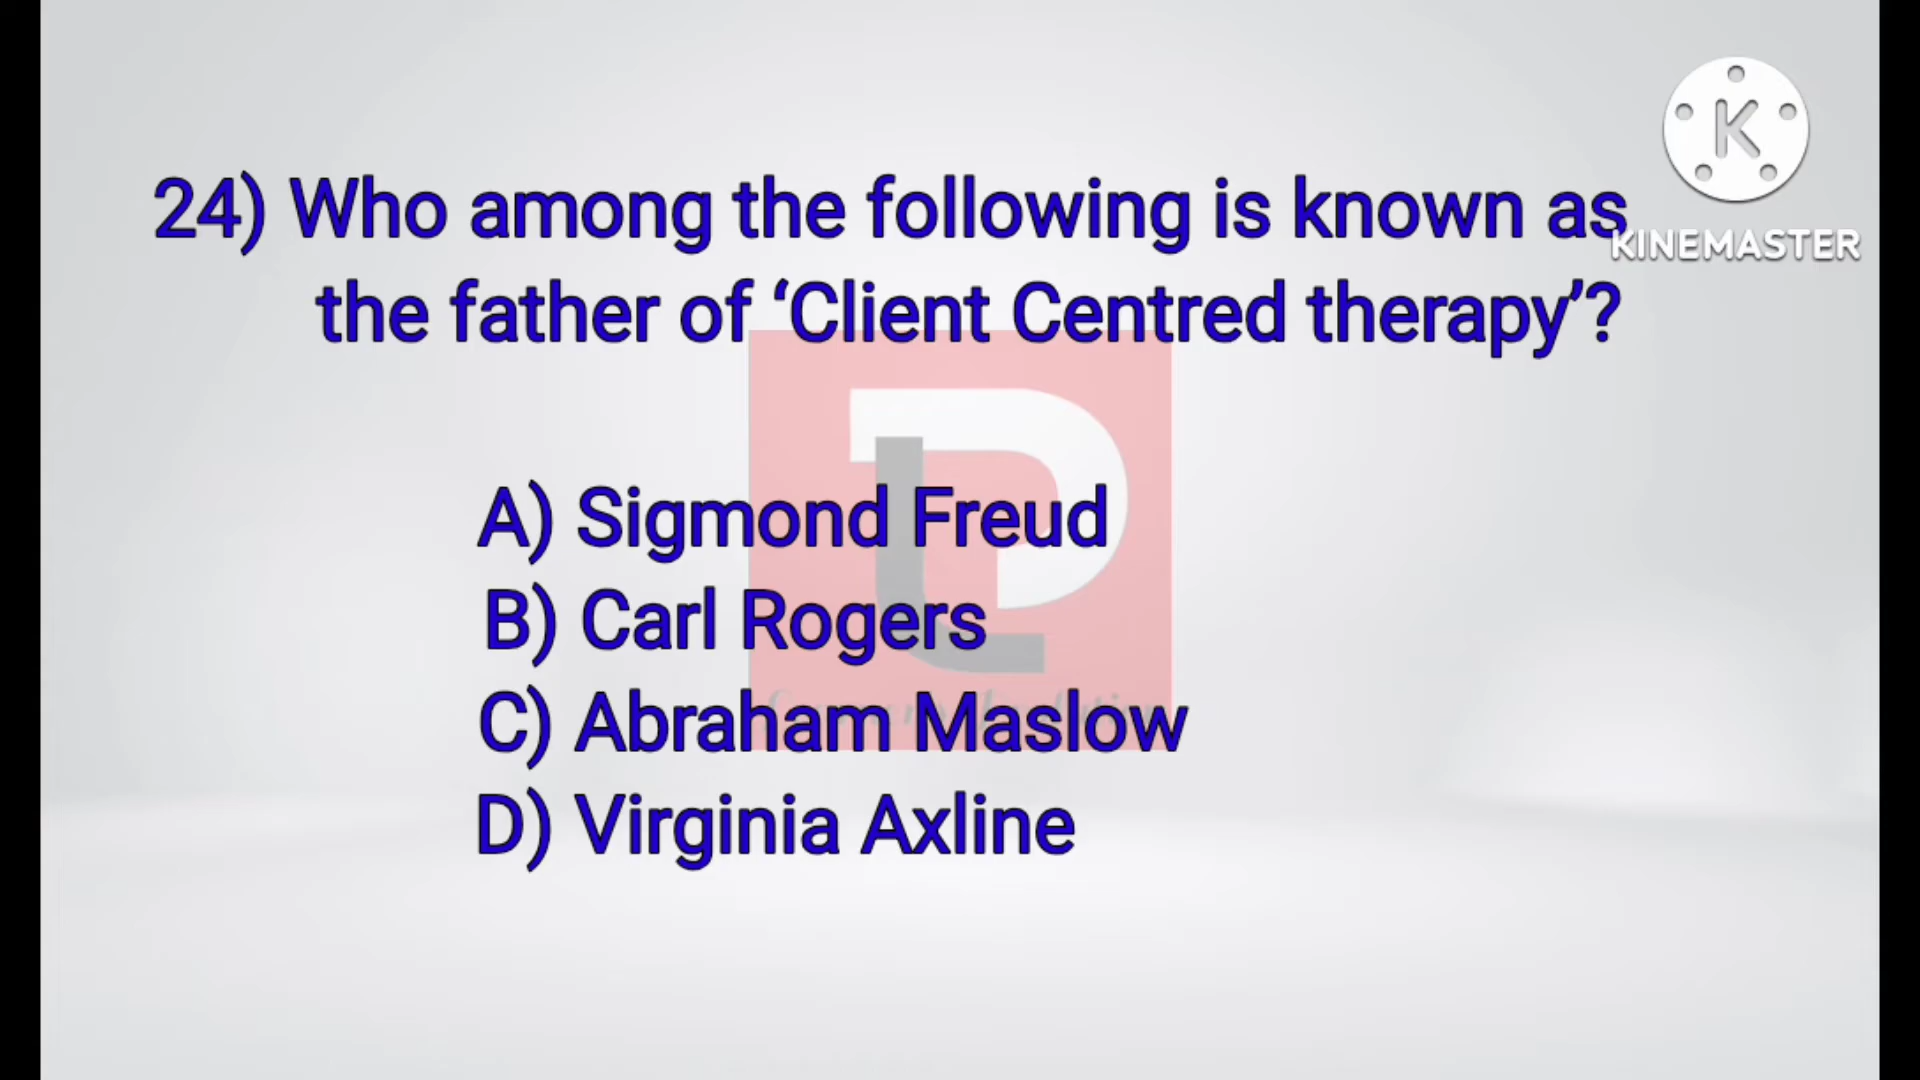 24) Who among the following is known as
the father of ‘Client Centred therapy’?
A) Sigmond Freud
B) Carl Rogers
C) Abraham Maslow
D) Virginia Axline
K
KINEMASTER